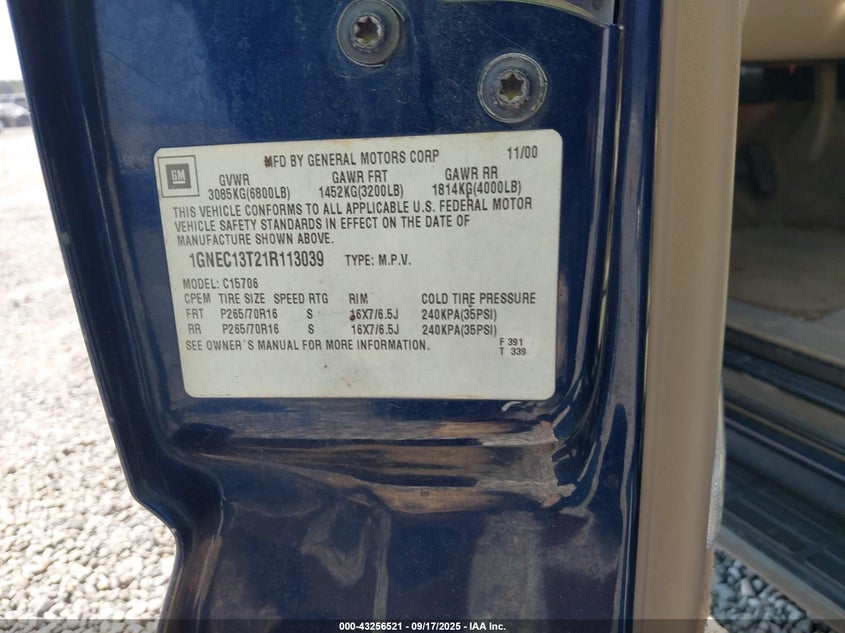 MFD BY GENERAL MOTORS CORP 11/00
GM
GVWR GAWR FRT GAWR RR
3085KG(6800LB) 1452KG(3200LB) 1814KG(4000LB)
THIS VEHICLE CONFORMS TO ALL APPLICABLE U.S. FEDERAL MOTOR
VEHICLE SAFETY STANDARDS IN EFFECT ON THE DATE OF
MANUFACTURE SHOWN ABOVE.
1GNEC13T21R113039 TYPE: M.P.V.
MODEL: C15706
CPEM TIRE SIZE SPEED RTG RIM COLD TIRE PRESSURE
FRT P265/70R16 S 16X7/6.5J 240KPA(35PSI)
RR P265/70R16 S 16X7/6.5J 240KPA(35PSI)
SEE OWNER'S MANUAL FOR MORE INFORMATION.
F 391
T 339
000-43256521 - 09/17/2025 - IAA Inc.